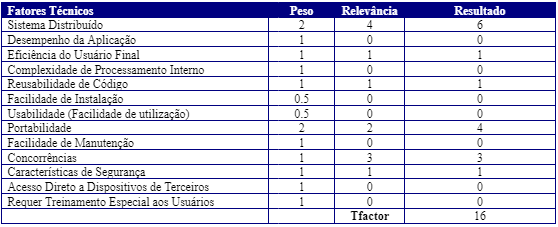 Fatores Técnicos Peso Relevância Resultado
Sistema Distribuído 2 4 6
Desempenho da Aplicação 1 0 0
Eficiência do Usuário Final 1 1 1
Complexidade de Processamento Interno 1 0 0
Reusabilidade de Código 1 1 1
Facilidade de Instalação 0.5 0 0
Usabilidade (Facilidade de utilização) 0.5 0 0
Portabilidade 2 2 4
Facilidade de Manutenção 1 0 0
Concorrências 1 3 3
Características de Segurança 1 1 1
Acesso Direto a Dispositivos de Terceiros 1 0 0
Requer Treinamento Especial aos Usuários 1 0 0
Tfactor 16